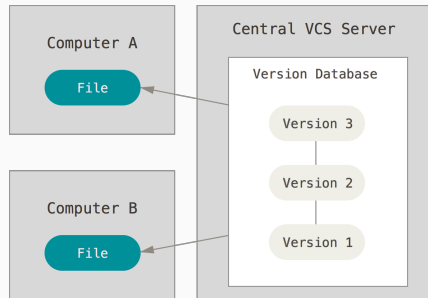 Computer A
File
Computer B
File
Central VCS Server
Version Database
Version 3
Version 2
Version 1